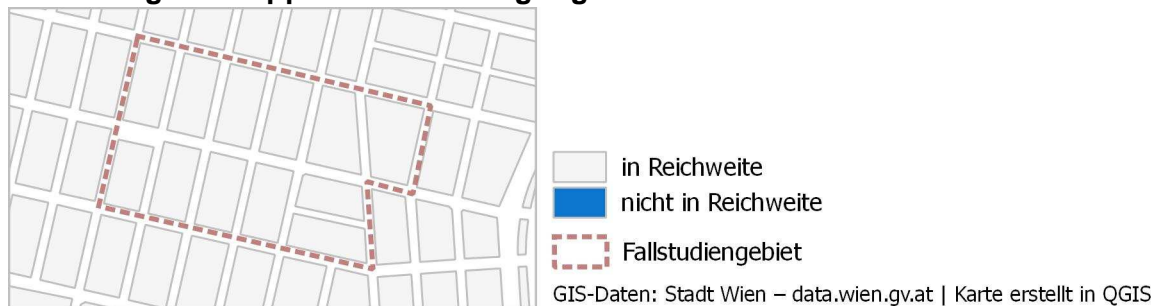 in Reichweite
nicht in Reichweite
Fallstudiengebiet
GIS-Daten: Stadt Wien – data.wien.gv.at | Karte erstellt in QGIS